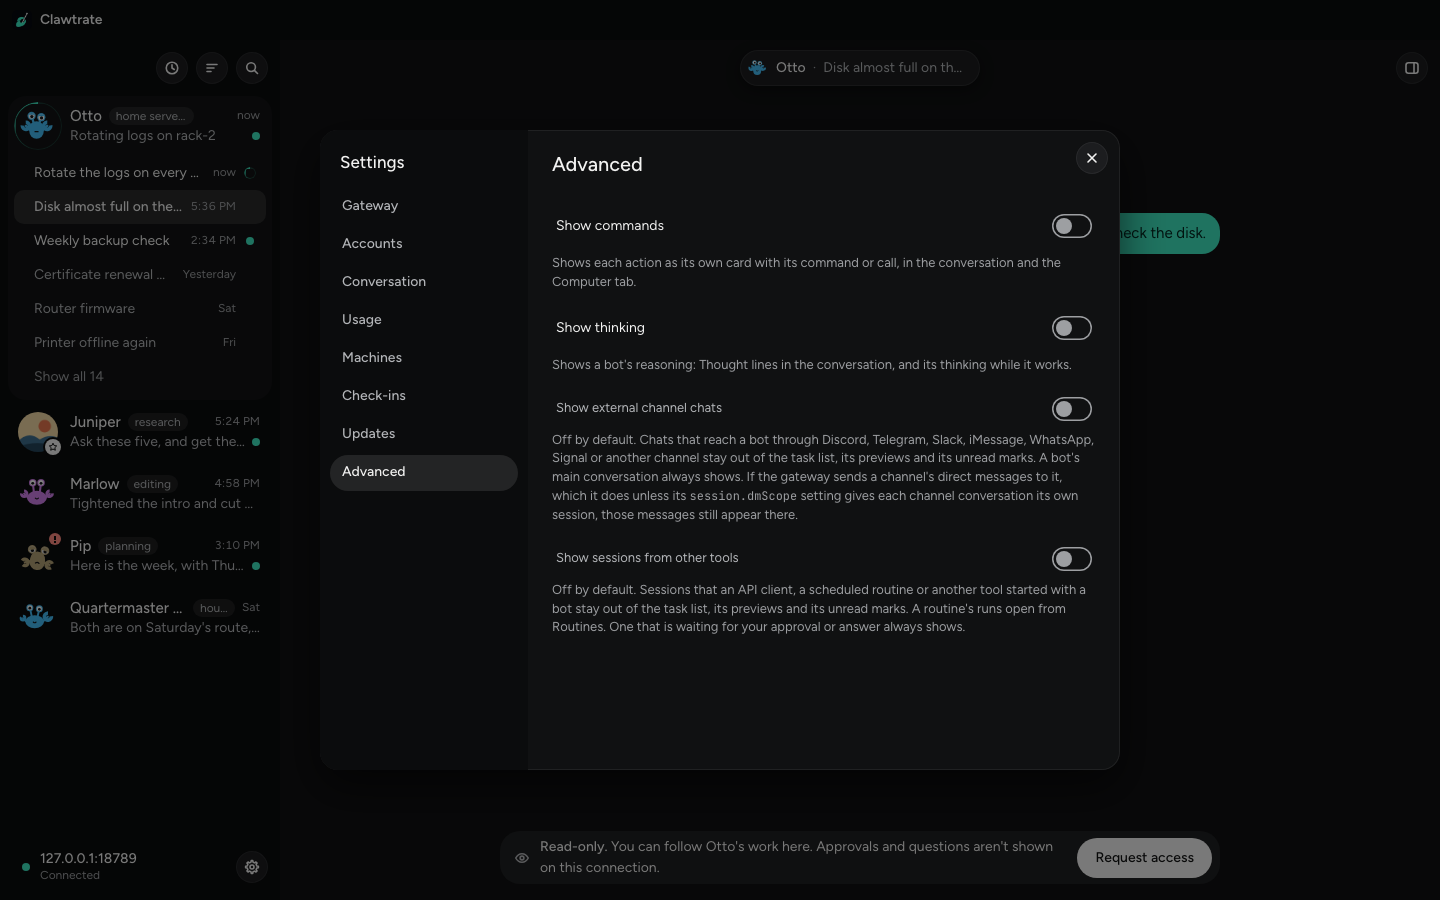 Clawtrate
Otto · Disk almost full on th...
Otto home serve... now
Rotating logs on rack-2
Rotate the logs on every ... now
Disk almost full on the... 5:36 PM
Weekly backup check 2:34 PM
Certificate renewal ... Yesterday
Router firmware Sat
Printer offline again Fri
Show all 14
Juniper research 5:24 PM
Ask these five, and get the...
Marlow editing 4:58 PM
Tightened the intro and cut ...
Pip planning 3:10 PM
Here is the week, with Thu...
Quartermaster ... hou... Sat
Both are on Saturday's route,...
127.0.0.1:18789
Connected
Settings
Gateway
Accounts
Conversation
Usage
Machines
Check-ins
Updates
Advanced
Advanced
Show commands
Shows each action as its own card with its command or call, in the conversation and the
Computer tab.
Show thinking
Shows a bot's reasoning: Thought lines in the conversation, and its thinking while it works.
Show external channel chats
Off by default. Chats that reach a bot through Discord, Telegram, Slack, iMessage, WhatsApp,
Signal or another channel stay out of the task list, its previews and its unread marks. A bot's
main conversation always shows. If the gateway sends a channel's direct messages to it,
which it does unless its session.dmScope setting gives each channel conversation its own
session, those messages still appear there.
Show sessions from other tools
Off by default. Sessions that an API client, a scheduled routine or another tool started with a
bot stay out of the task list, its previews and its unread marks. A routine's runs open from
Routines. One that is waiting for your approval or answer always shows.
the disk.
Read-only. You can follow Otto's work here. Approvals and questions aren't shown
on this connection.
Request access